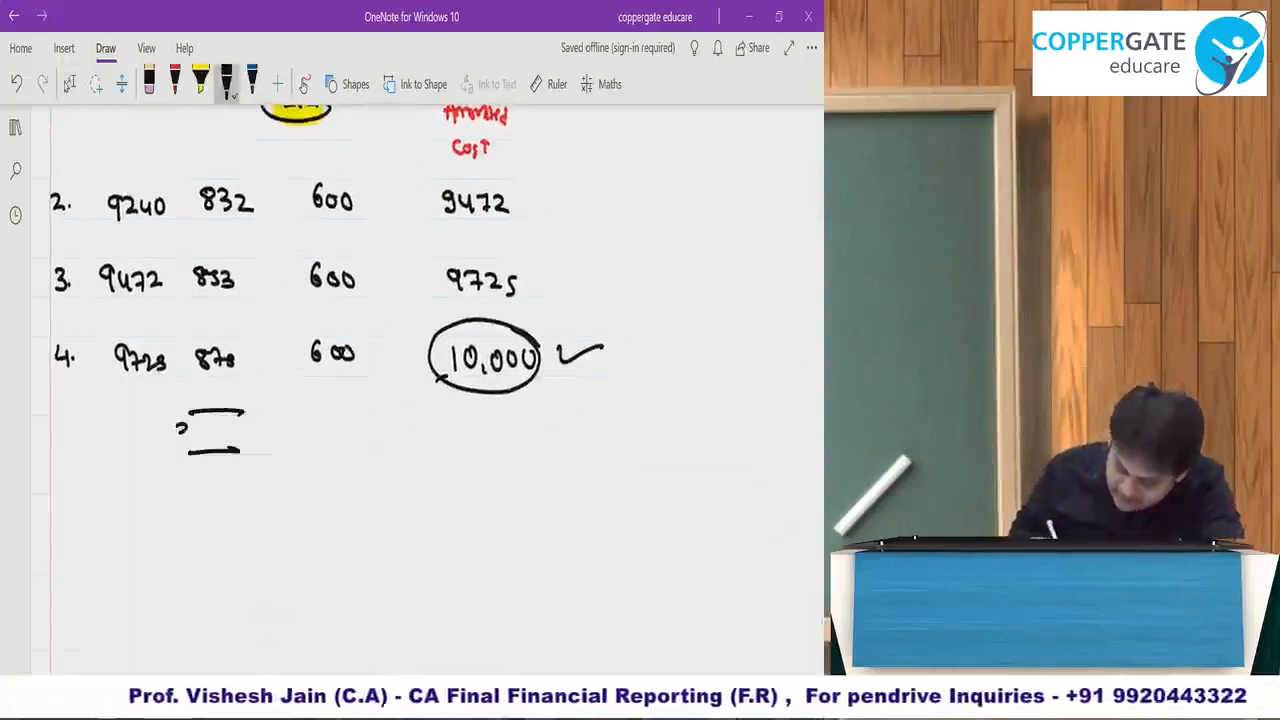 OneNote for Windows 10
coppergate educare
Home Insert Draw View Help
Saved offline (sign-in required)
Share
Shapes
Ink to Shape
Ink to Text
Ruler
Maths
COPPERGATE
educare
Amortised
Cost
2. 9240 832 600 9472
3. 9472 853 600 9725
4. 9725 878 600 10,000
Prof. Vishesh Jain (C.A) - CA Final Financial Reporting (F.R) , For pendrive Inquiries - +91 9920443322